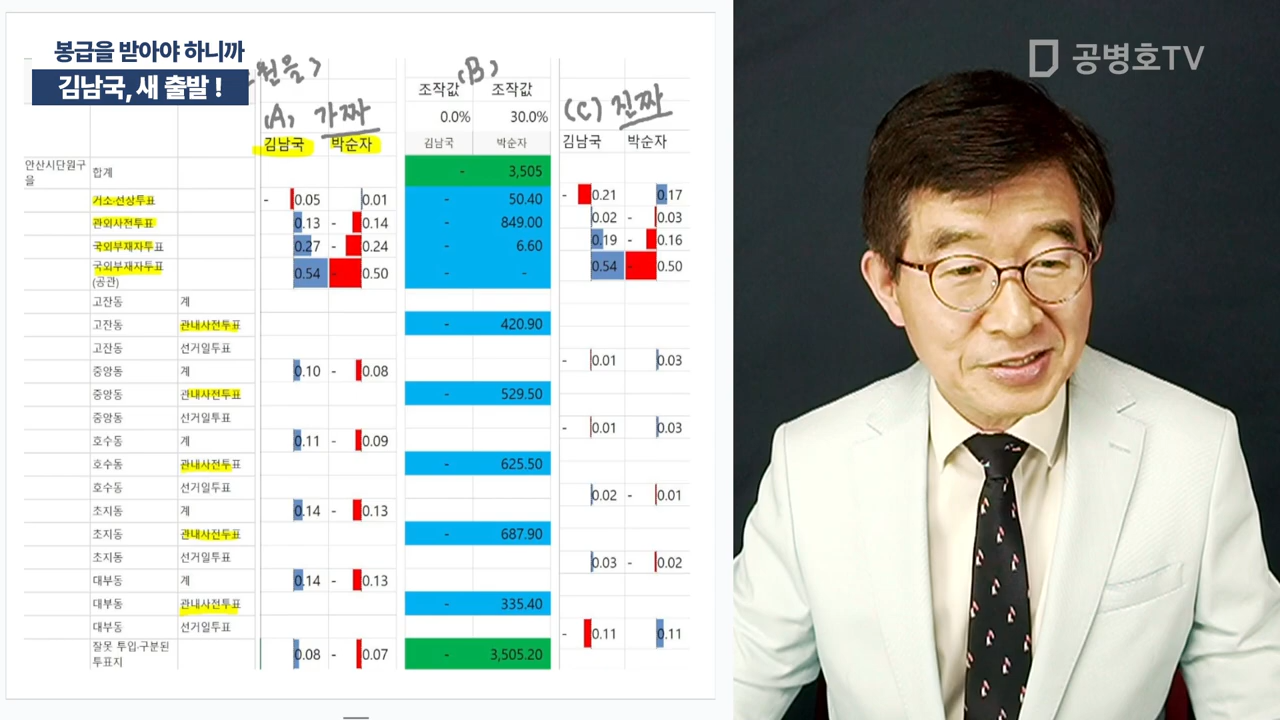 봉급을 받아야 하니까
김남국, 새 출발 !
공병호TV
원을)
(A) 가짜
(B)
(C) 진짜
조작값 조작값
0.0% 30.0%
김남국 박순자 김남국 박순자 김남국 박순자
안산시단원구을 합계 - 3,505
거소·선상투표 - 0.05 0.01 - 50.40 - 0.21 0.17
관외사전투표 0.13 - 0.14 - 849.00 0.02 - 0.03
국외부재자투표 0.27 - 0.24 - 6.60 0.19 - 0.16
국외부재자투표(공관) 0.54 - 0.50 - - 0.54 - 0.50
고잔동 계
고잔동 관내사전투표 - 420.90
고잔동 선거일투표 - 0.01 0.03
중앙동 계 0.10 - 0.08
중앙동 관내사전투표 - 529.50
중앙동 선거일투표 - 0.01 0.03
호수동 계 0.11 - 0.09
호수동 관내사전투표 - 625.50
호수동 선거일투표 0.02 - 0.01
초지동 계 0.14 - 0.13
초지동 관내사전투표 - 687.90
초지동 선거일투표 0.03 - 0.02
대부동 계 0.14 - 0.13
대부동 관내사전투표 - 335.40
대부동 선거일투표 - 0.11 0.11
잘못 투입·구분된 투표지 0.08 - 0.07 - 3,505.20